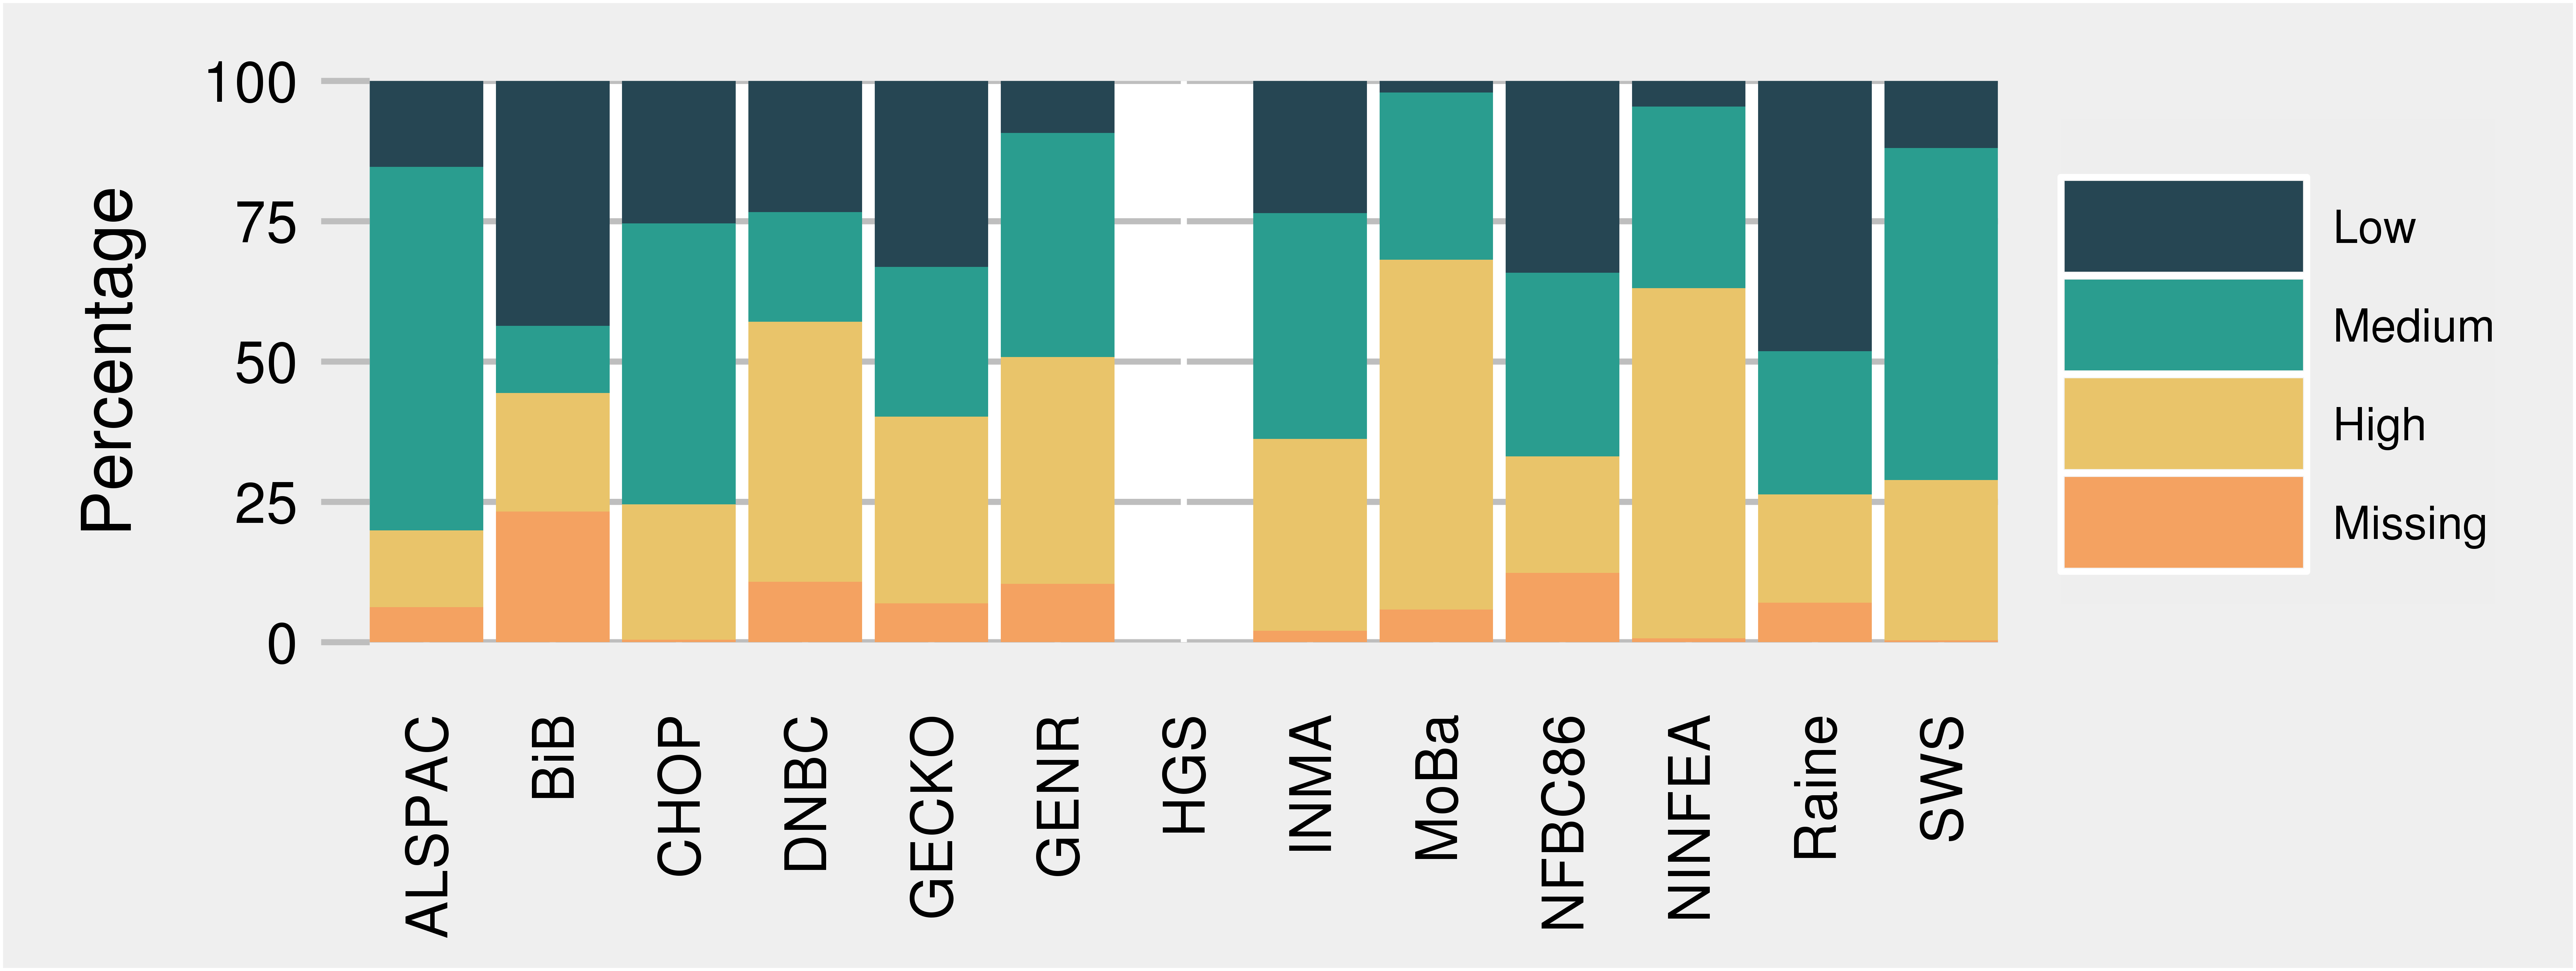 Percentage
100
75
50
25
0
ALSPAC
BiB
CHOP
DNBC
GECKO
GENR
HGS
INMA
MoBa
NFBC86
NINFEA
Raine
SWS
Low
Medium
High
Missing